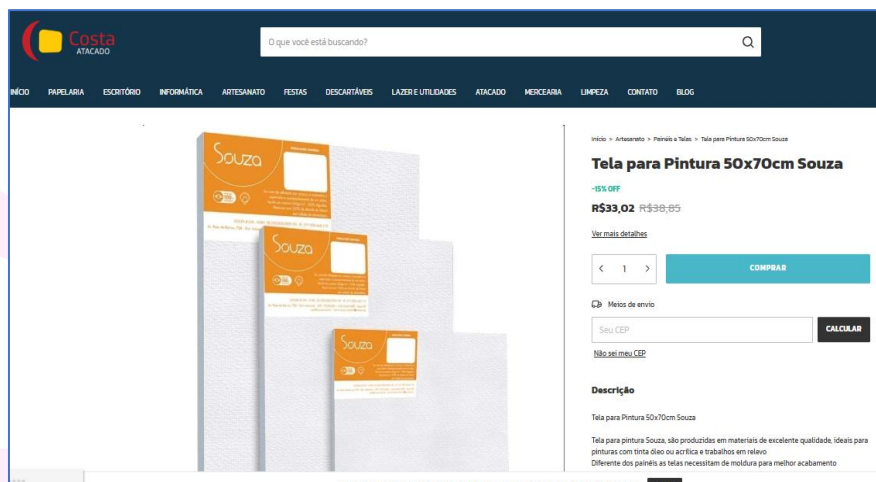 Costa
ATACADO
O que você está buscando?
INÍCIO PAPELARIA ESCRITÓRIO INFORMÁTICA ARTESANATO FESTAS DESCARTÁVEIS LAZER E UTILIDADES ATACADO MERCEARIA LIMPEZA CONTATO BLOG
Início > Artesanato > Painéis e Telas > Tela para Pintura 50x70cm Souza
Tela para Pintura 50x70cm Souza
-15% OFF
R$33,02 R$38,85
Ver mais detalhes
1
COMPRAR
Meios de envio
Seu CEP
CALCULAR
Não sei meu CEP
Descrição
Tela para Pintura 50x70cm Souza
Tela para pintura Souza, são produzidas em materiais de excelente qualidade, ideais para
pinturas com tinta óleo ou acrílica e trabalhos em relevo
Diferente dos painéis as telas necessitam de moldura para melhor acabamento
Souza
Souza
Souza